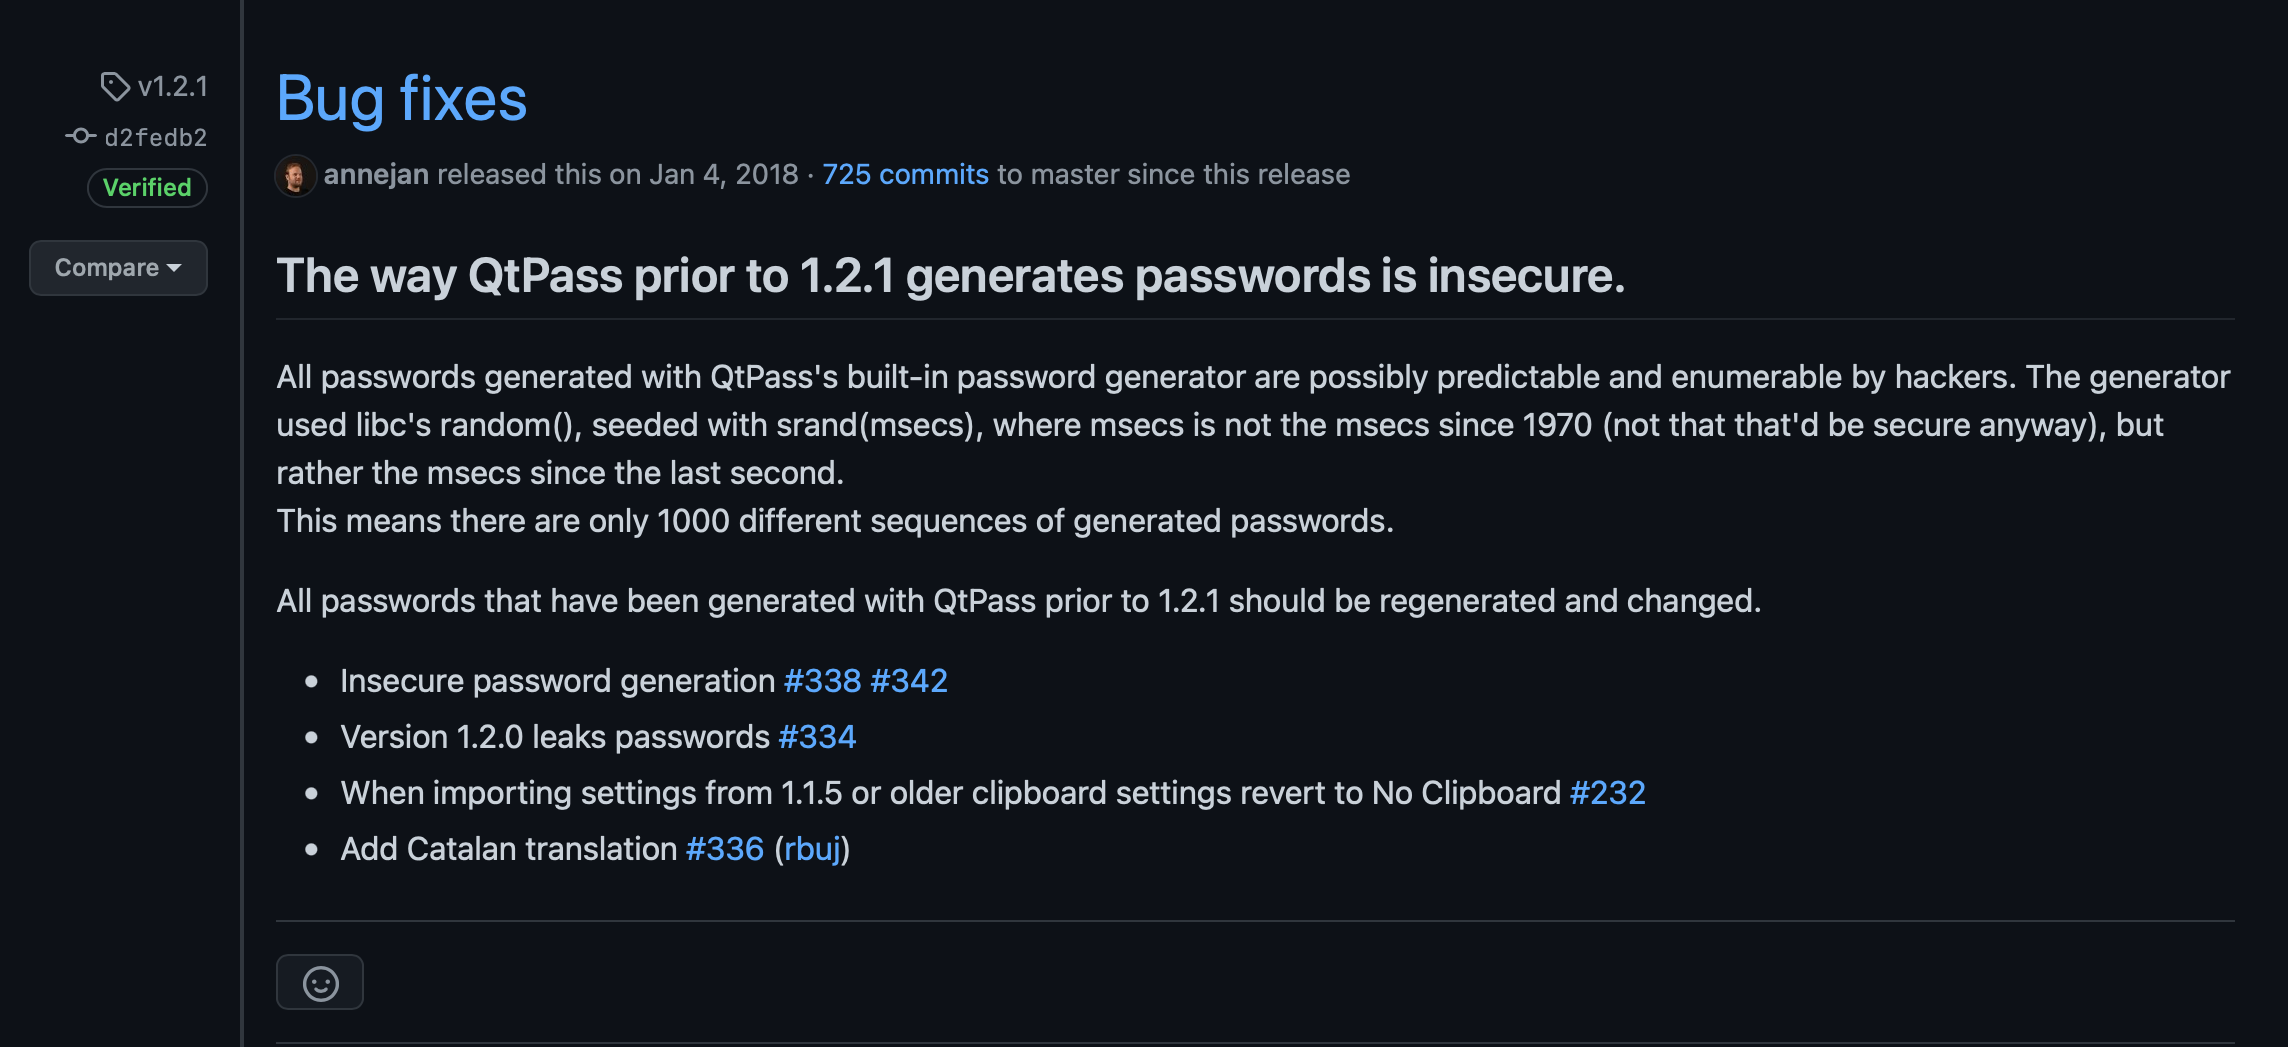 v1.2.1
d2fedb2
Verified
Compare
Bug fixes
annejan released this on Jan 4, 2018 · 725 commits to master since this release
The way QtPass prior to 1.2.1 generates passwords is insecure.
All passwords generated with QtPass's built-in password generator are possibly predictable and enumerable by hackers. The generator
used libc's random(), seeded with srand(msecs), where msecs is not the msecs since 1970 (not that that'd be secure anyway), but
rather the msecs since the last second.
This means there are only 1000 different sequences of generated passwords.
All passwords that have been generated with QtPass prior to 1.2.1 should be regenerated and changed.
• Insecure password generation #338 #342
• Version 1.2.0 leaks passwords #334
• When importing settings from 1.1.5 or older clipboard settings revert to No Clipboard #232
• Add Catalan translation #336 (rbuj)